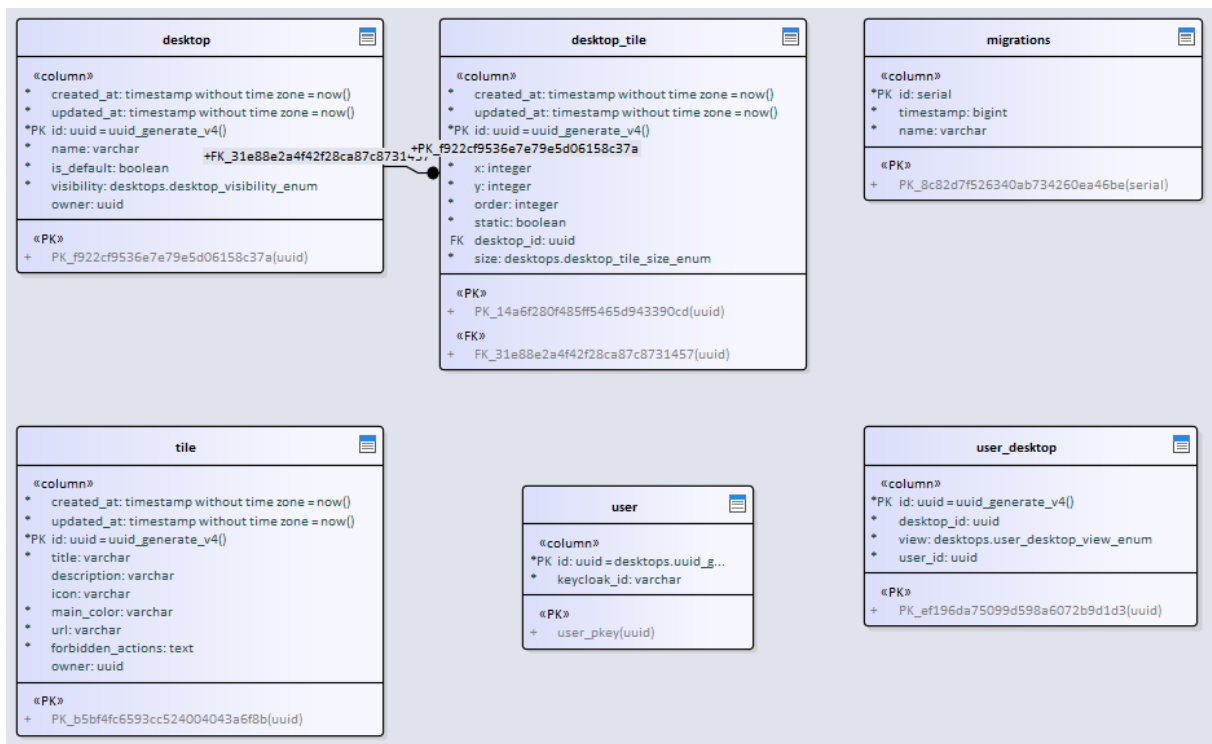 desktop
«column»
* created_at: timestamp without time zone = now()
* updated_at: timestamp without time zone = now()
*PK id: uuid = uuid_generate_v4()
* name: varchar
* is_default: boolean
* visibility: desktops.desktop_visibility_enum
owner: uuid
«PK»
+ PK_f922cf9536e7e79e5d06158c37a(uuid)
+FK_31e88e2a4f42f28ca87c8731457
+PK_f922cf9536e7e79e5d06158c37a
desktop_tile
«column»
* created_at: timestamp without time zone = now()
* updated_at: timestamp without time zone = now()
*PK id: uuid = uuid_generate_v4()
* x: integer
* y: integer
* order: integer
* static: boolean
FK desktop_id: uuid
* size: desktops.desktop_tile_size_enum
«PK»
+ PK_14a6f280f485ff5465d943390cd(uuid)
«FK»
+ FK_31e88e2a4f42f28ca87c8731457(uuid)
migrations
«column»
*PK id: serial
* timestamp: bigint
* name: varchar
«PK»
+ PK_8c82d7f526340ab734260ea46be(serial)
tile
«column»
* created_at: timestamp without time zone = now()
* updated_at: timestamp without time zone = now()
*PK id: uuid = uuid_generate_v4()
* title: varchar
description: varchar
icon: varchar
* main_color: varchar
* url: varchar
* forbidden_actions: text
owner: uuid
«PK»
+ PK_b5bf4fc6593cc524004043a6f8b(uuid)
user
«column»
*PK id: uuid = desktops.uuid_g...
* keycloak_id: varchar
«PK»
+ user_pkey(uuid)
user_desktop
«column»
*PK id: uuid = uuid_generate_v4()
* desktop_id: uuid
* view: desktops.user_desktop_view_enum
* user_id: uuid
«PK»
+ PK_ef196da75099d598a6072b9d1d3(uuid)